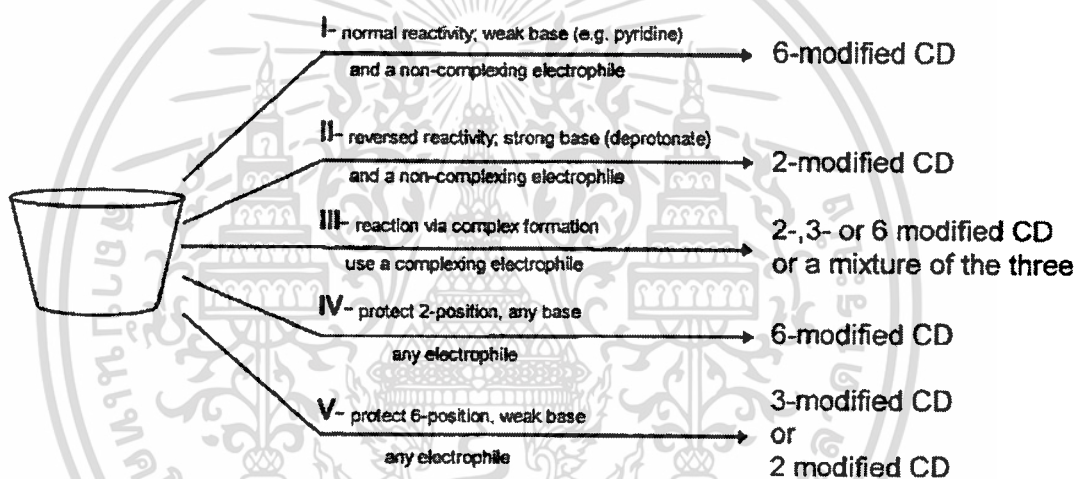 I- normal reactivity; weak base (e.g. pyridine)
and a non-complexing electrophile
6-modified CD
II- reversed reactivity; strong base (deprotonate)
and a non-complexing electrophile
2-modified CD
III- reaction via complex formation
use a complexing electrophile
2-,3- or 6 modified CD
or a mixture of the three
IV- protect 2-position, any base
any electrophile
6-modified CD
V- protect 6-position, weak base
any electrophile
3-modified CD
or
2 modified CD